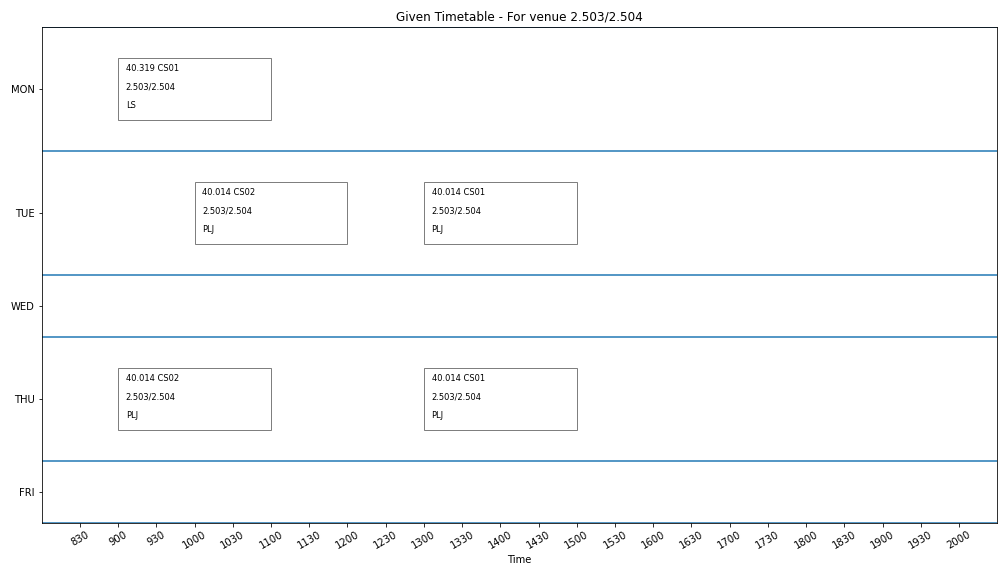 Given Timetable - For venue 2.503/2.504
MON
40.319 CS01
2.503/2.504
LS
TUE
40.014 CS02
2.503/2.504
PLJ
40.014 CS01
2.503/2.504
PLJ
WED
THU
40.014 CS02
2.503/2.504
PLJ
40.014 CS01
2.503/2.504
PLJ
FRI
830 900 930 1000 1030 1100 1130 1200 1230 1300 1330 1400 1430 1500 1530 1600 1630 1700 1730 1800 1830 1900 1930 2000
Time